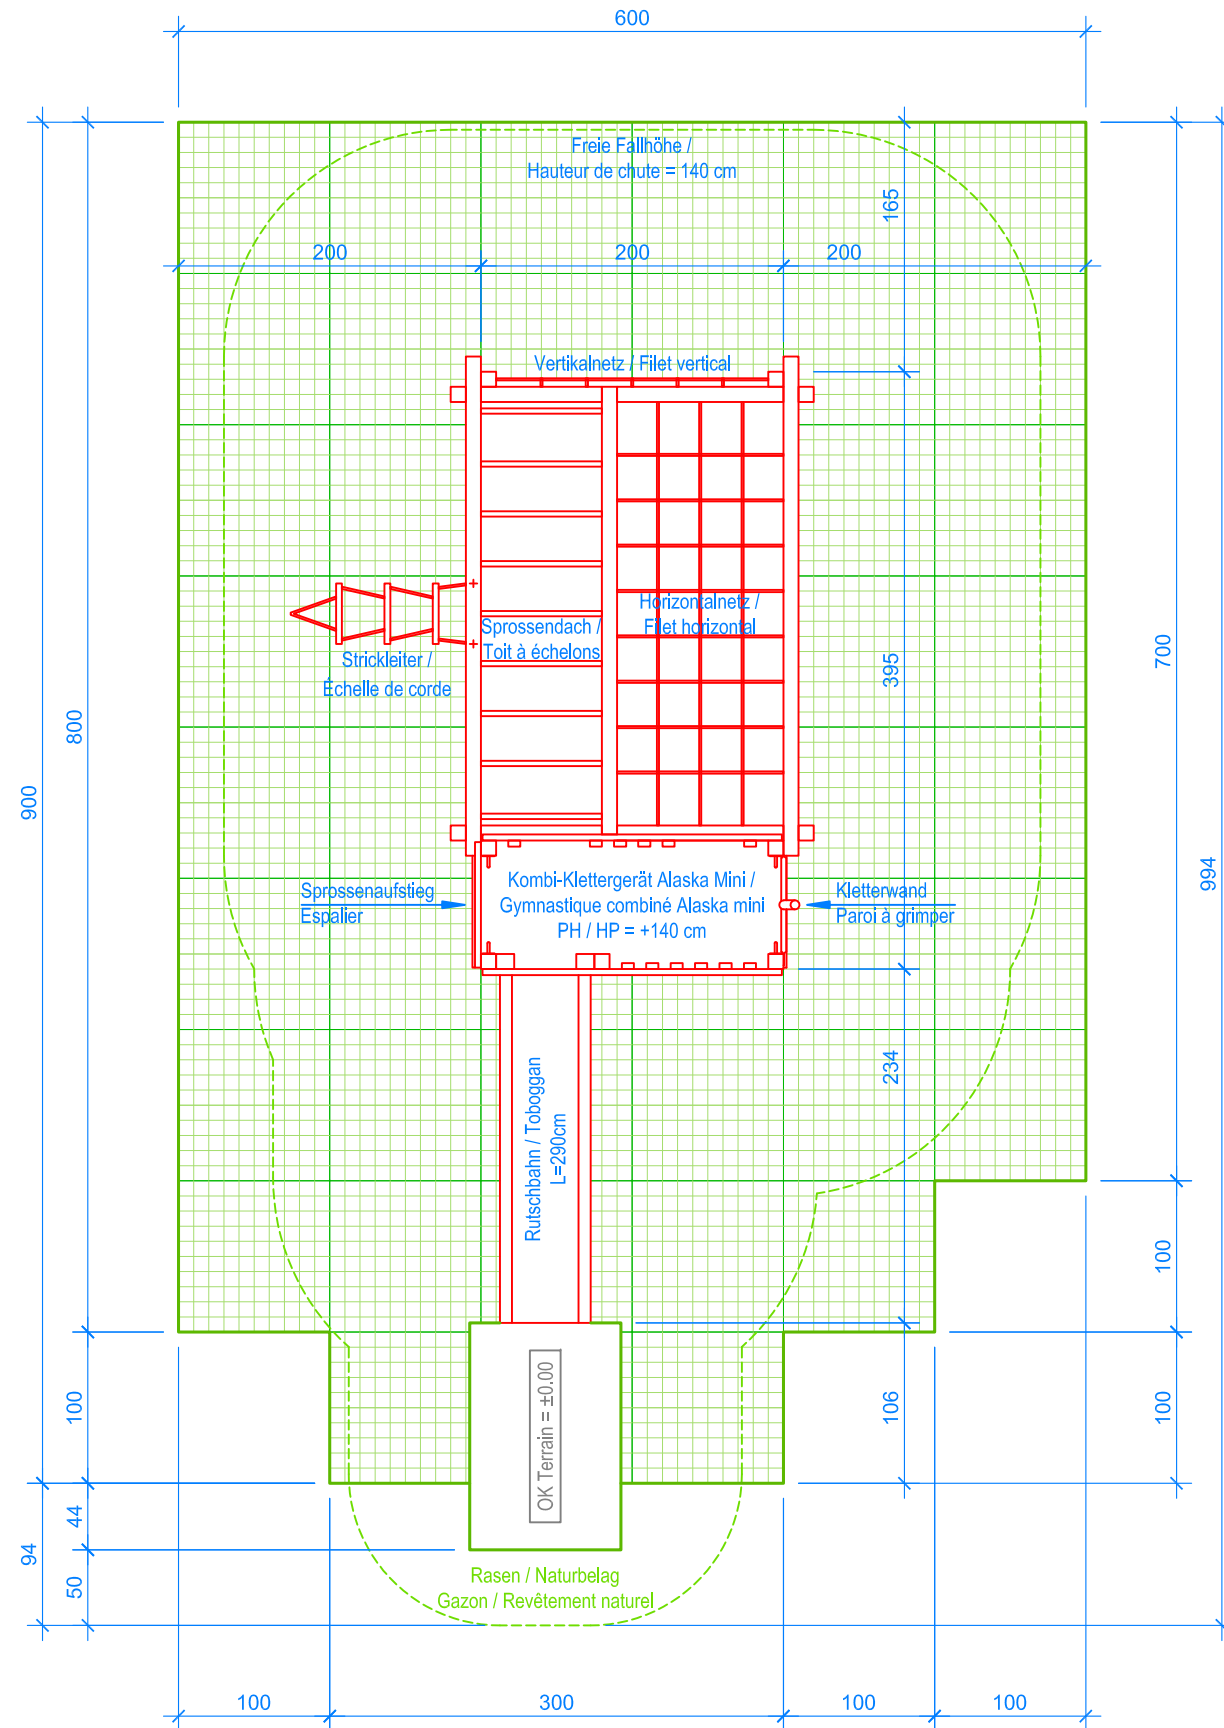 600
Freie Fallhöhe /
Hauteur de chute = 140 cm
165
200
200
200
Vertikalnetz / Filet vertical
Horizontalnetz /
Filet horizontal
Sprossendach /
Toit à échelons
Strickleiter /
Échelle de corde
395
700
800
900
994
Sprossenaufstieg
Espalier
Kombi-Klettergerät Alaska Mini /
Gymnastique combiné Alaska mini
PH / HP = +140 cm
Kletterwand
Paroi à grimper
234
Rutschbahn / Toboggan
L=290cm
100
100
100
106
OK Terrain = ±0.00
44
94
50
Rasen / Naturbelag
Gazon / Revêtement naturel
100
300
100
100